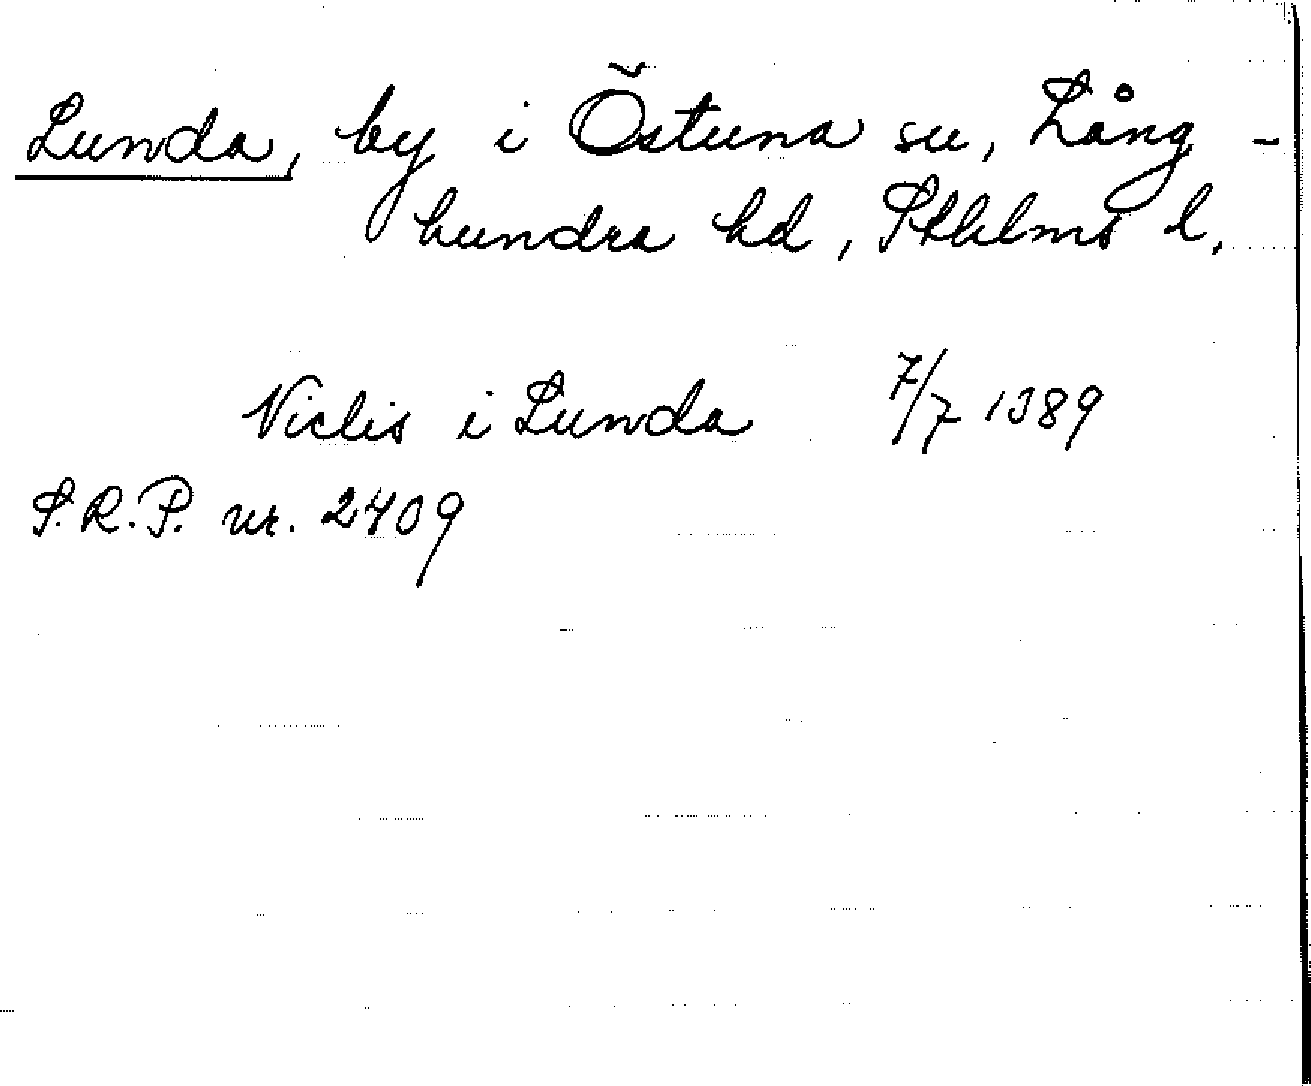 Lunda, by i Östuna sn, Lång-
hundra hd, Sthlms l.
Niclis i Lunda 7/7 1389
S.R.P. nr. 2409